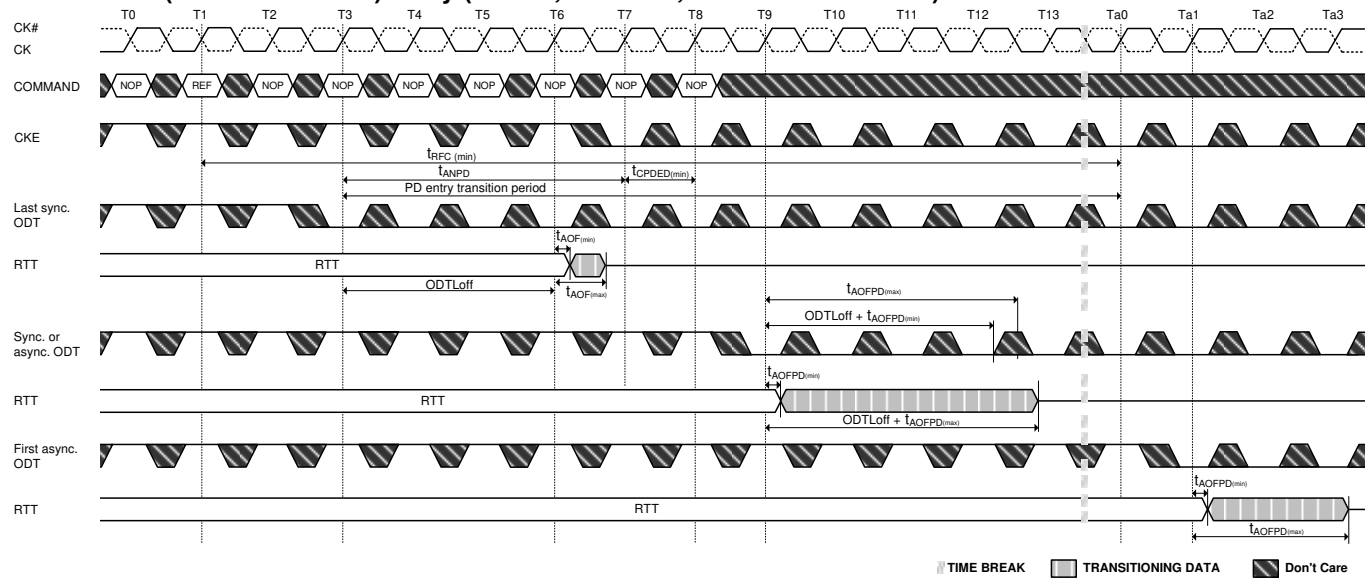 T0 T1 T2 T3 T4 T5 T6 T7 T8 T9 T10 T11 T12 T13 Ta0 Ta1 Ta2 Ta3
CK#
CK
COMMAND NOP REF NOP NOP NOP NOP NOP NOP NOP
CKE
tRFC (min)
tANPD tCPDED(min)
PD entry transition period
Last sync.
ODT
tAOF(min)
RTT RTT
ODTLoff tAOF(max)
tAOFPD(max)
ODTLoff + tAOFPD(min)
Sync. or
async. ODT
tAOFPD(min)
RTT RTT
ODTLoff + tAOFPD(max)
First async.
ODT
tAOFPD(min)
RTT RTT
tAOFPD(max)
TIME BREAK TRANSITIONING DATA Don't Care